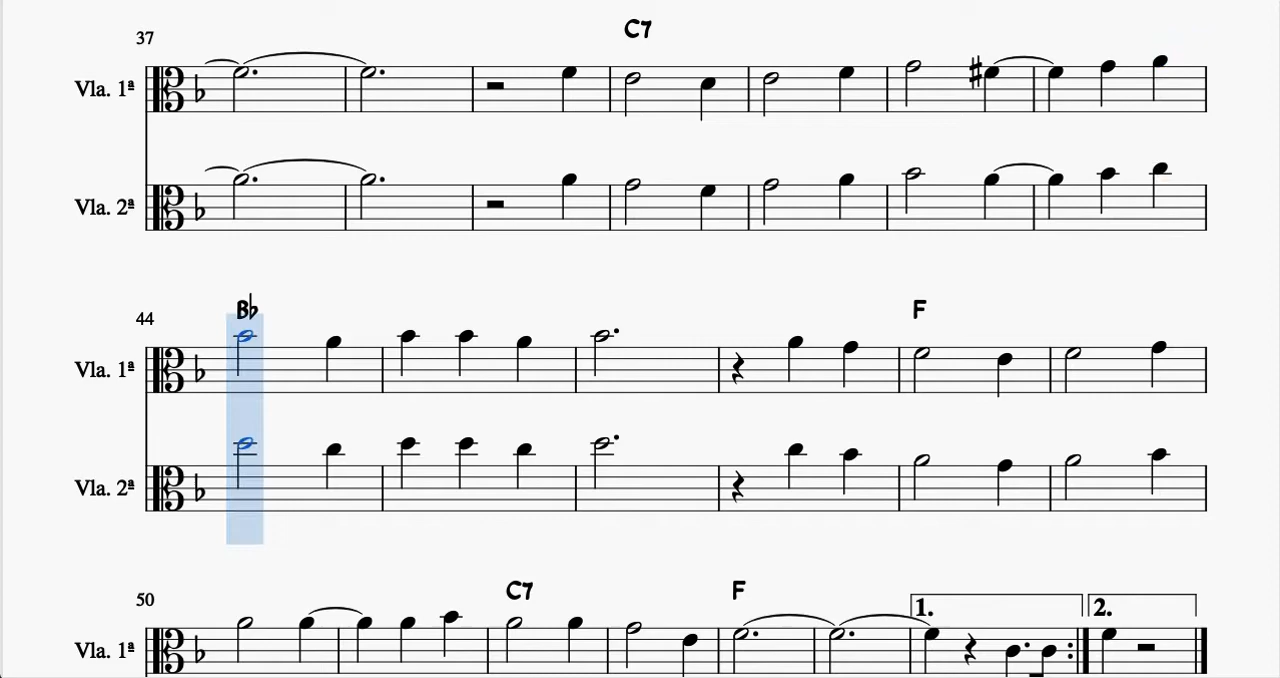 37
C7
Vla. 1ª
Vla. 2ª
44
B♭
F
Vla. 1ª
Vla. 2ª
50
C7
F
1.
2.
Vla. 1ª